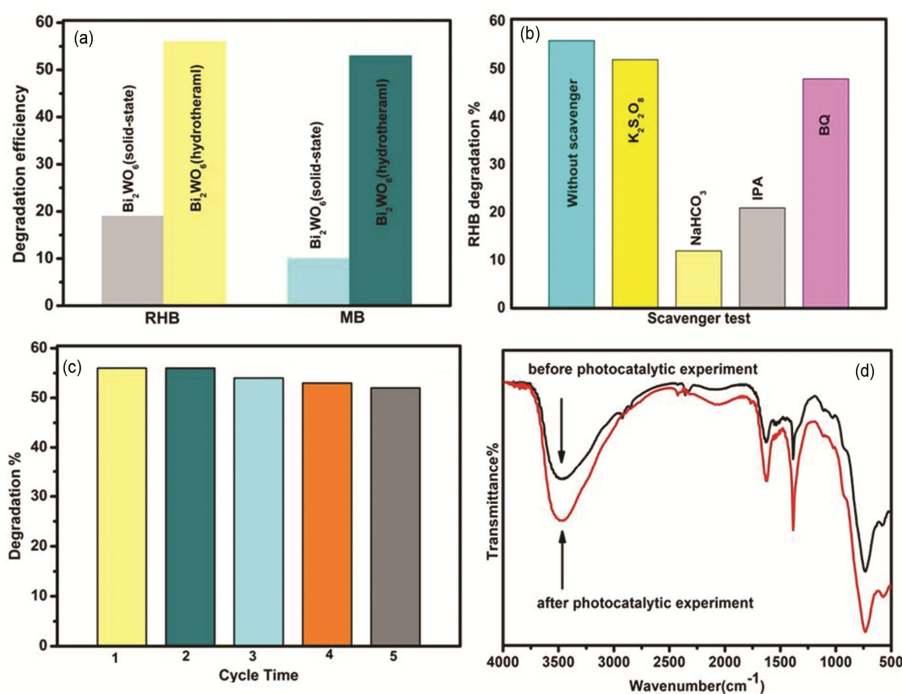 (a)
60
50
40
30
20
10
0
Degradation efficiency
Bi2WO6(solid-state)
Bi2WO6(hydrotheraml)
Bi2WO6(solid-state)
Bi2WO6(hydrotheraml)
RHB MB
(b)
60
50
40
30
20
10
0
RHB degradation %
Without scavenger
K2S2O8
NaHCO3
IPA
BQ
Scavenger test
(c)
60
50
40
30
20
10
0
Degradation %
1 2 3 4 5
Cycle Time
(d)
before photocatalytic experiment
after photocatalytic experiment
Transmittance%
4000 3500 3000 2500 2000 1500 1000 500
Wavenumber(cm-1)